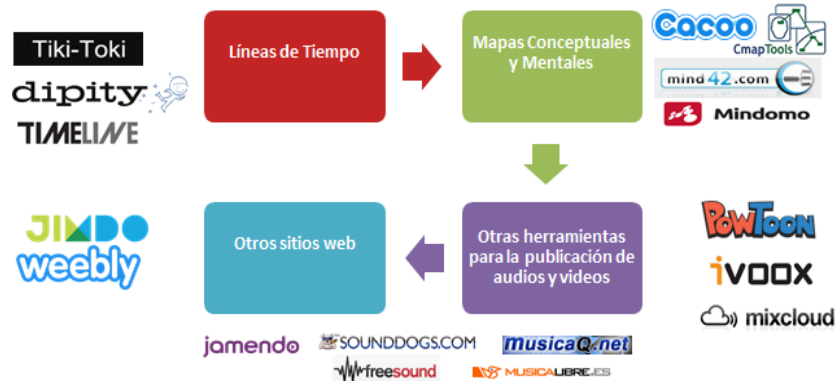 Tiki-Toki
dipity
TIMELINE
Líneas de Tiempo
Mapas Conceptuales
y Mentales
Cacoo
CmapTools
mind42.com
Mindomo
JIMDO
weebly
Otros sitios web
Otras herramientas
para la publicación de
audios y videos
PowToon
ivoox
mixcloud
jamendo
SOUNDDOGS.COM
musicaQ.net
freesound
MUSICALIBRE.ES